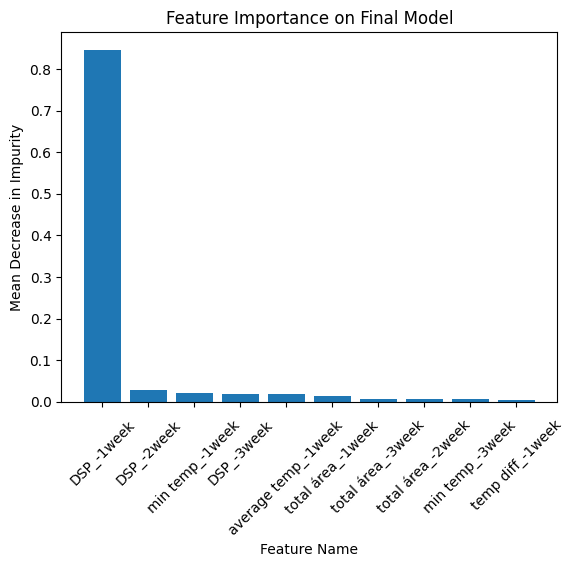 Feature Importance on Final Model
Mean Decrease in Impurity
0.8
0.7
0.6
0.5
0.4
0.3
0.2
0.1
0.0
DSP_-1week
DSP_-2week
min temp_-1week
DSP_-3week
average temp_-1week
total área_-1week
total área_-3week
total área_-2week
min temp_-3week
temp diff_-1week
Feature Name